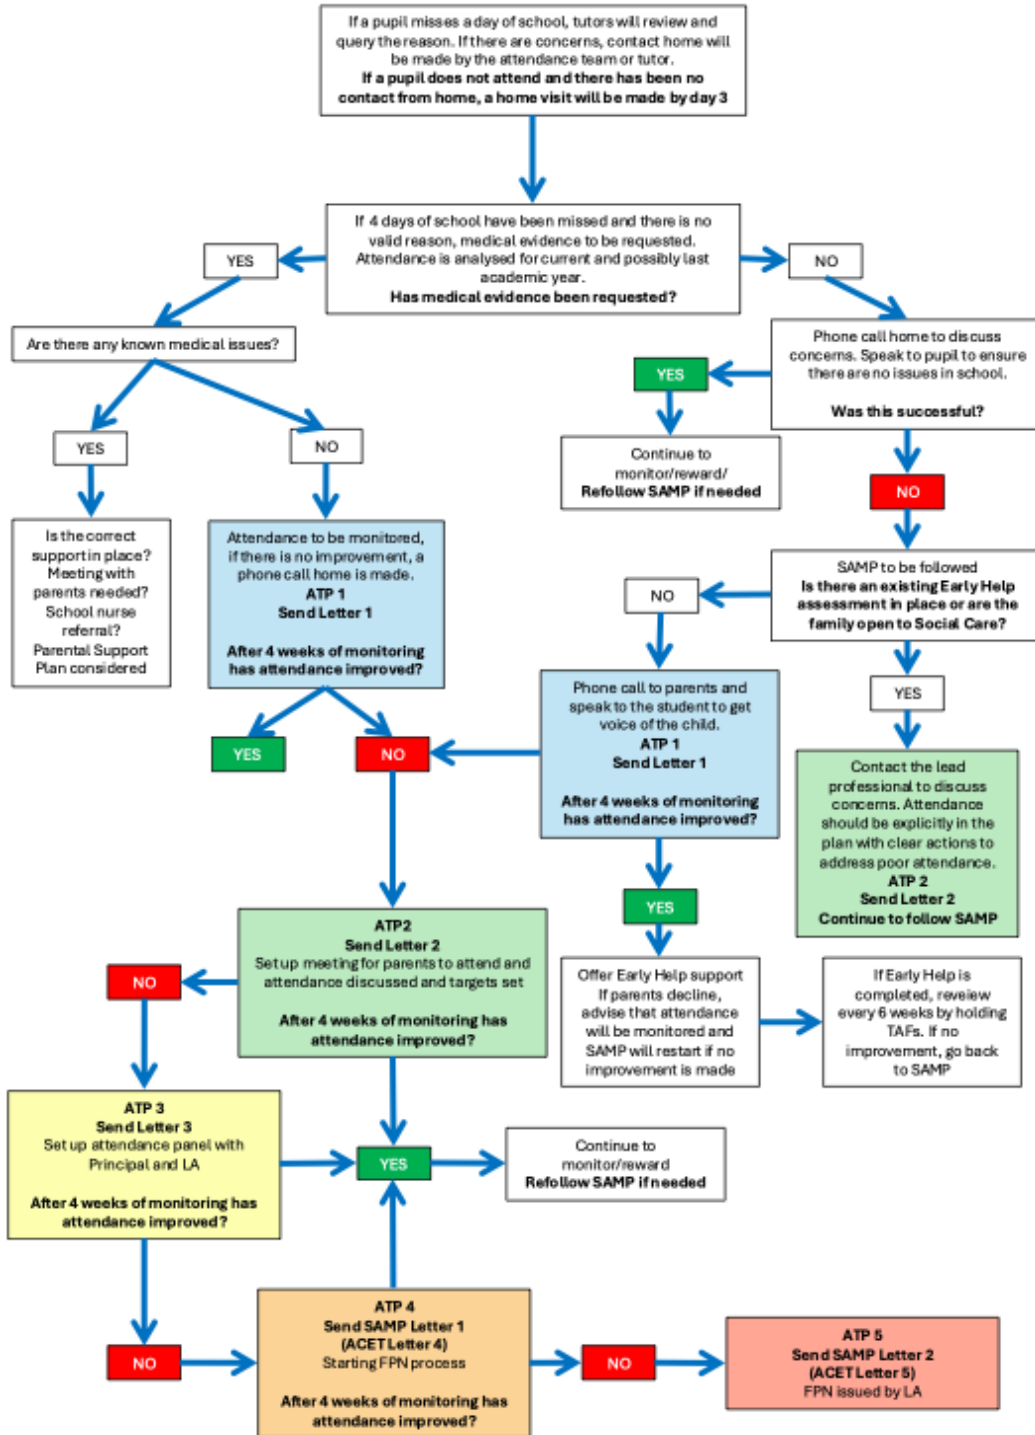 If a pupil misses a day of school, tutors will review and
query the reason. If there are concerns, contact home will
be made by the attendance team or tutor.
If a pupil does not attend and there has been no
contact from home, a home visit will be made by day 3
If 4 days of school have been missed and there is no
valid reason, medical evidence to be requested.
Attendance is analysed for current and possibly last
academic year.
Has medical evidence been requested?
YES
NO
Are there any known medical issues?
Phone call home to discuss
concerns. Speak to pupil to ensure
there are no issues in school.
Was this successful?
YES
YES
NO
Continue to
monitor/reward/
Refollow SAMP if needed
NO
Is the correct
support in place?
Meeting with
parents needed?
School nurse
referral?
Parental Support
Plan considered
Attendance to be monitored,
if there is no improvement, a
phone call home is made.
ATP 1
Send Letter 1
After 4 weeks of monitoring
has attendance improved?
SAMP to be followed
Is there an existing Early Help
assessment in place or are the
family open to Social Care?
NO
YES
Phone call to parents and
speak to the student to get
voice of the child.
ATP 1
Send Letter 1
After 4 weeks of monitoring
has attendance improved?
YES
NO
Contact the lead
professional to discuss
concerns. Attendance
should be explicitly in the
plan with clear actions to
address poor attendance.
ATP 2
Send Letter 2
Continue to follow SAMP
YES
ATP2
Send Letter 2
Set up meeting for parents to attend and
attendance discussed and targets set
After 4 weeks of monitoring has
attendance improved?
NO
Offer Early Help support
If parents decline,
advise that attendance
will be monitored and
SAMP will restart if no
improvement is made
If Early Help is
completed, reveiew
every 6 weeks by holding
TAFs. If no
improvement, go back
to SAMP
ATP 3
Send Letter 3
Set up attendance panel with
Principal and LA
After 4 weeks of monitoring has
attendance improved?
YES
Continue to
monitor/reward
Refollow SAMP if needed
NO
ATP 4
Send SAMP Letter 1
(ACET Letter 4)
Starting FPN process
After 4 weeks of monitoring has
attendance improved?
NO
ATP 5
Send SAMP Letter 2
(ACET Letter 5)
FPN issued by LA